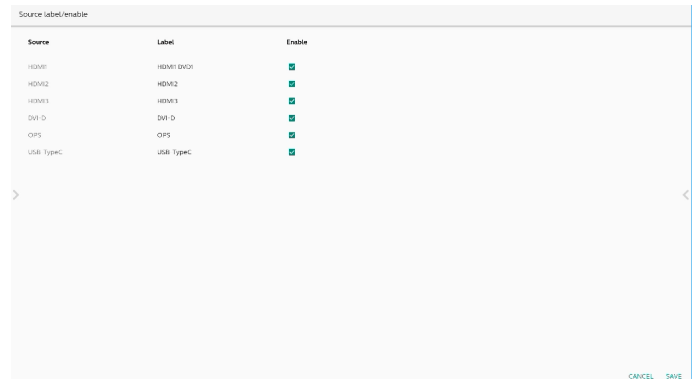 Source label/enable
Source Label Enable
HDMI1 HDMI1 DVD1
HDMI2 HDMI2
HDMI3 HDMI3
DVI-D DVI-D
OPS OPS
USB TypeC USB TypeC
CANCEL SAVE